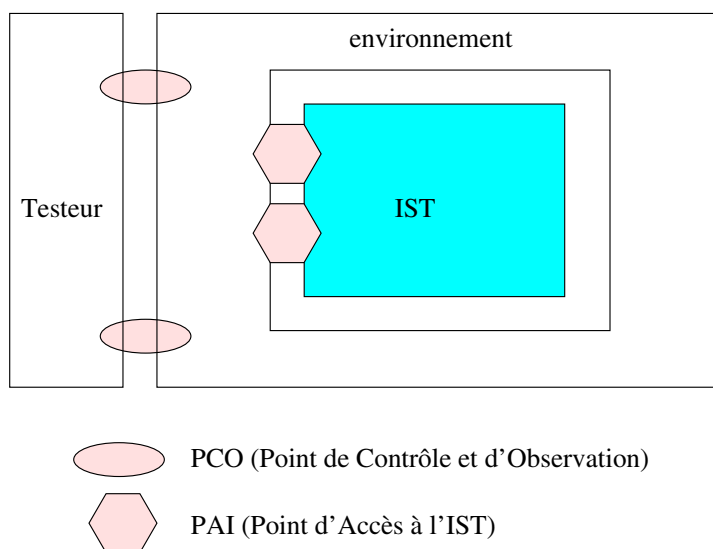 environnement
Testeur
IST
PCO (Point de Contrôle et d'Observation)
PAI (Point d'Accès à l'IST)